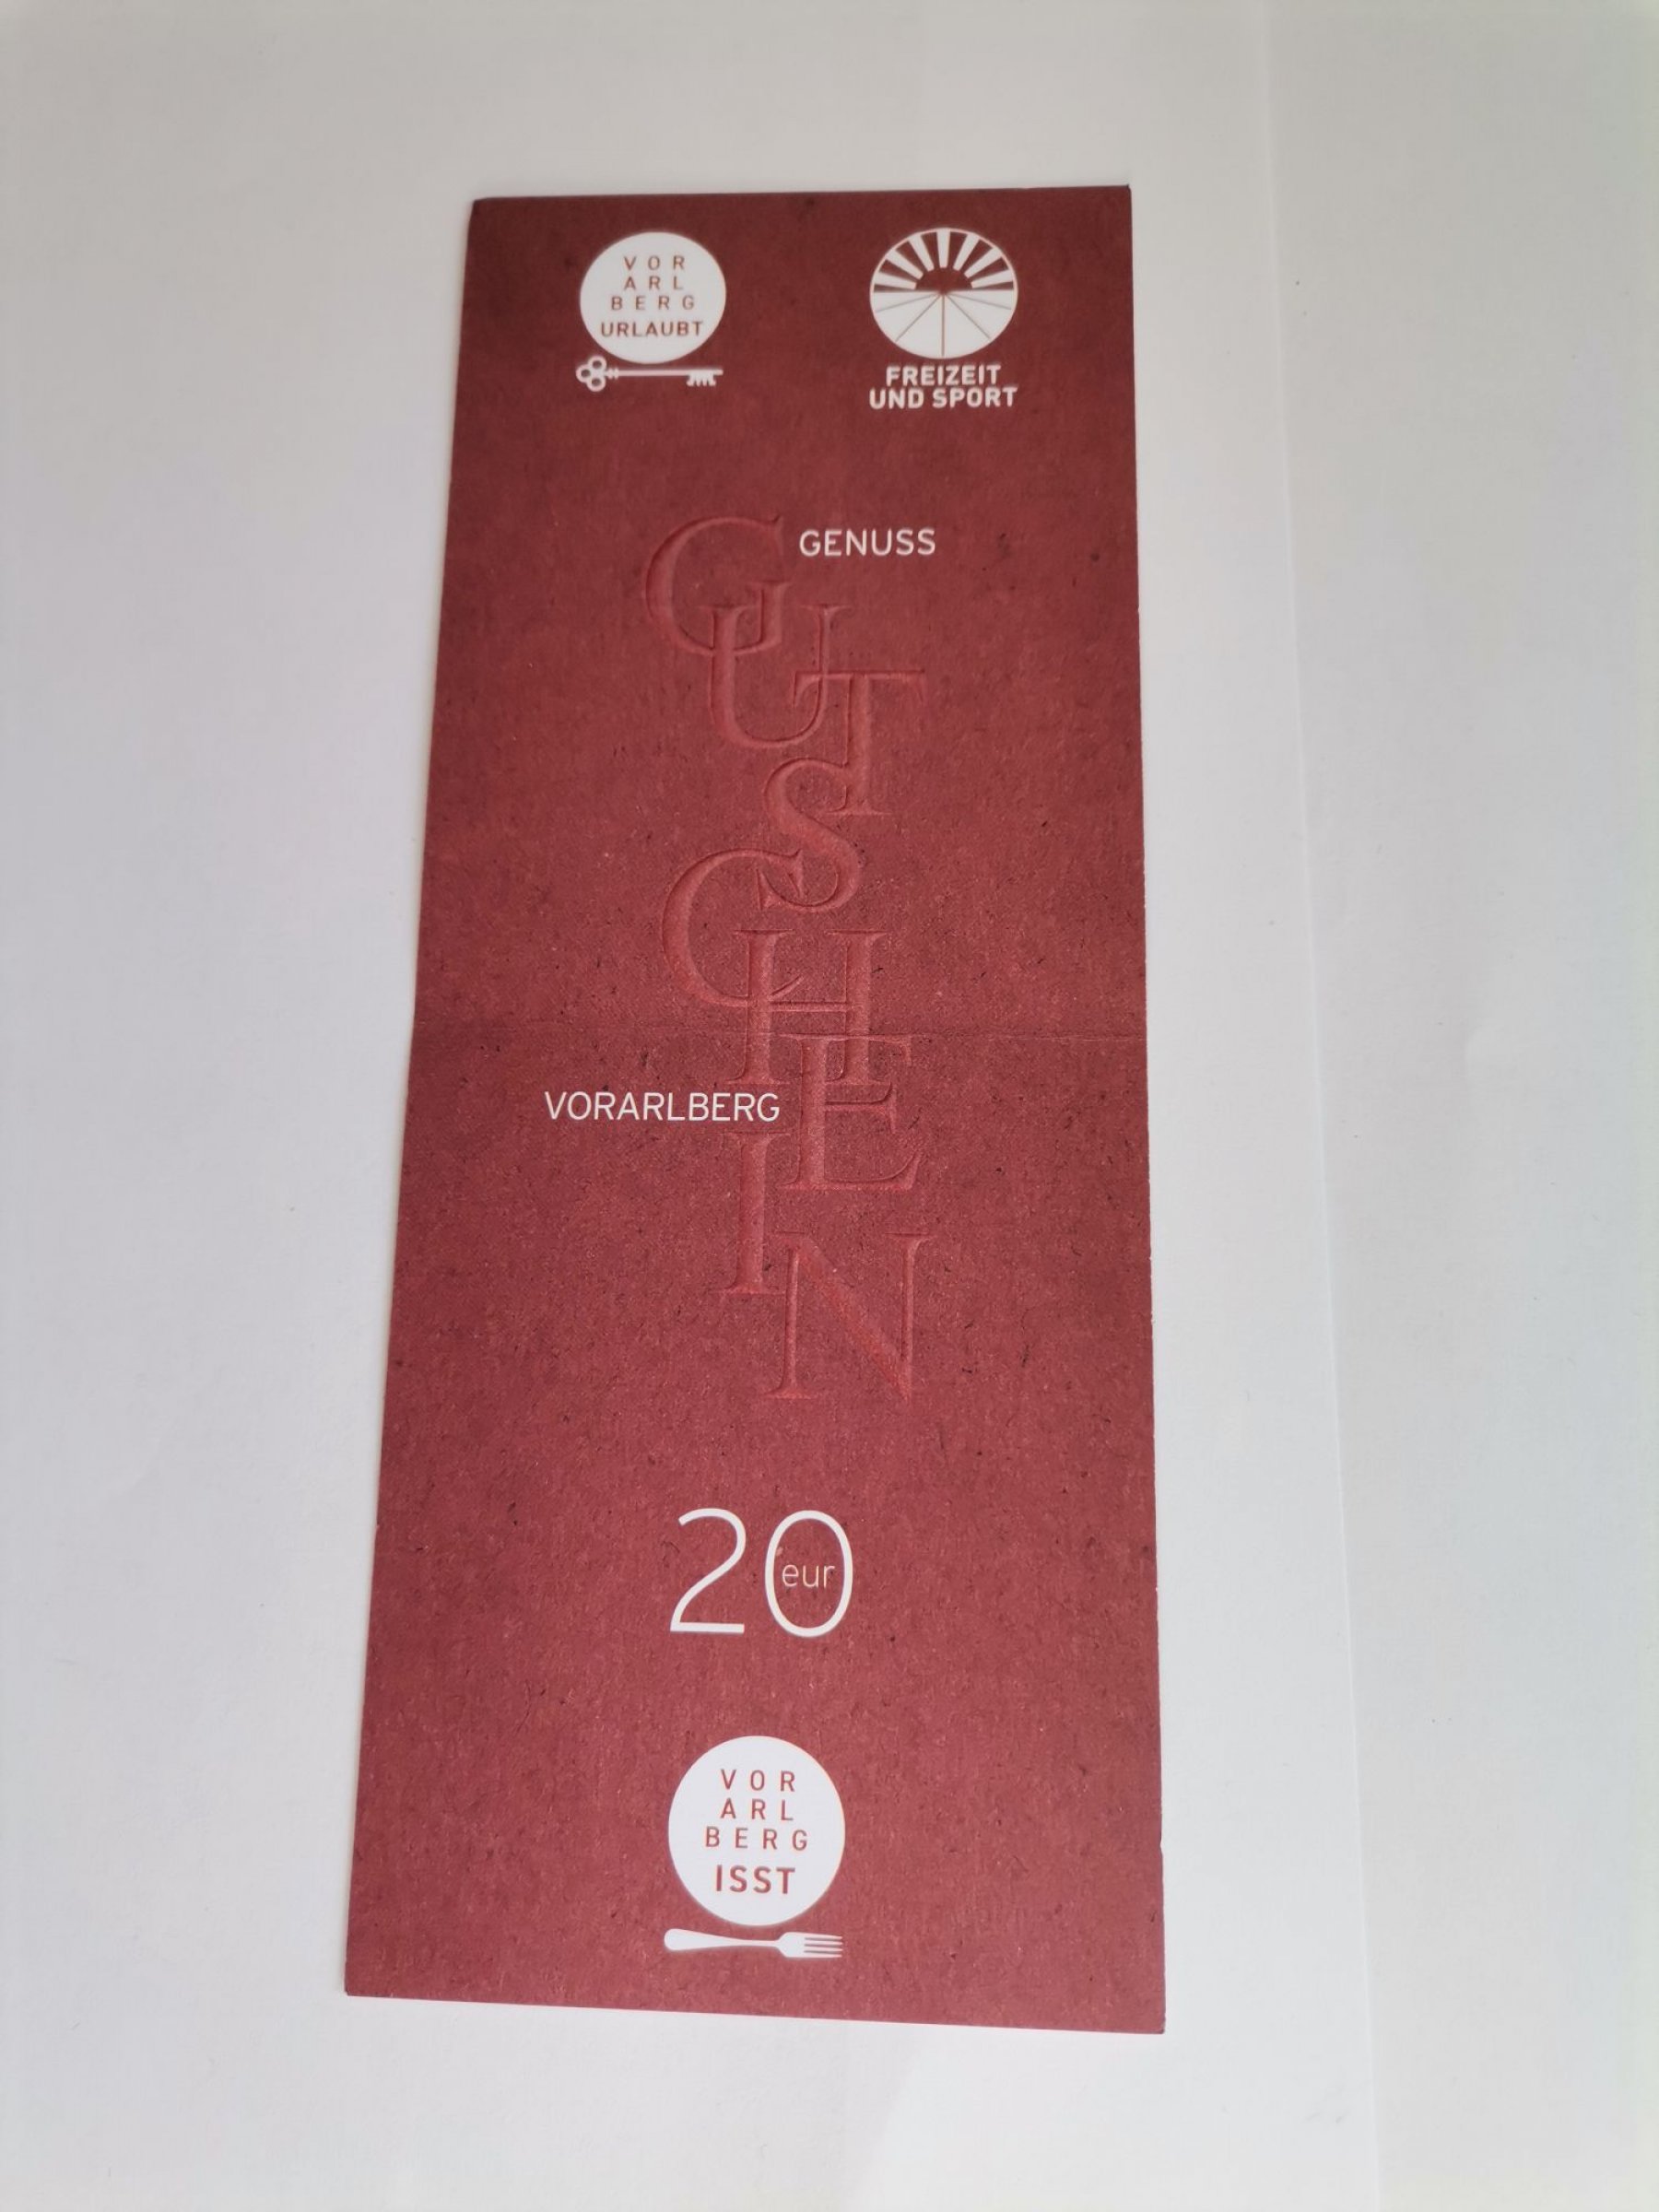 VOR
ARL
BERG
URLAUBT
FREIZEIT
UND SPORT
GENUSS
GUTSCHEIN
VORARLBERG
20
eur
VOR
ARL
BERG
ISST